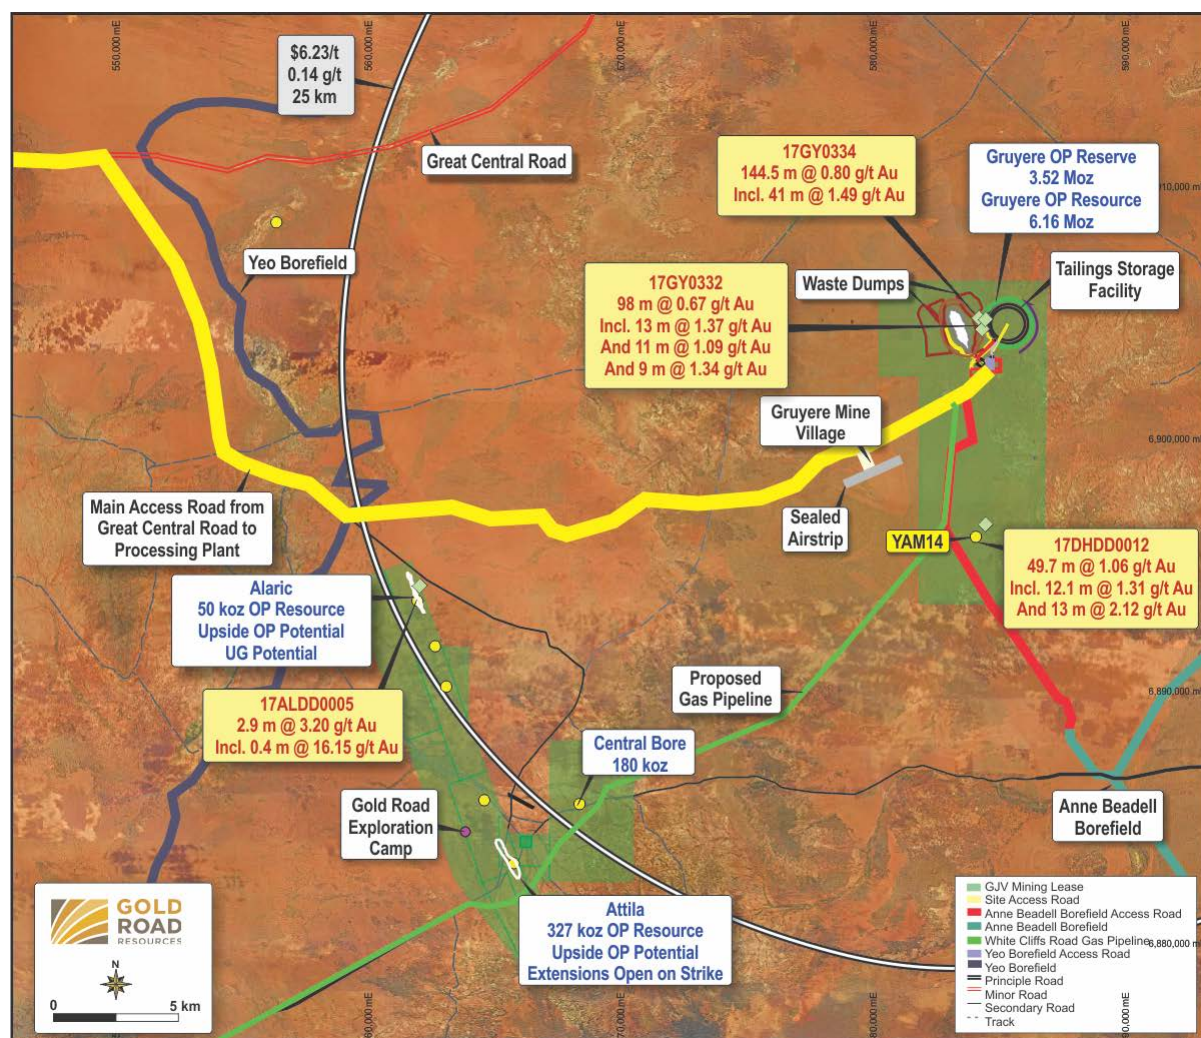 550,000 mE
560,000 mE
570,000 mE
580,000 mE
590,000 mE
$6.23/t
0.14 g/t
25 km
Great Central Road
17GY0334
144.5 m @ 0.80 g/t Au
Incl. 41 m @ 1.49 g/t Au
Gruyere OP Reserve
3.52 Moz
Gruyere OP Resource
6.16 Moz
Yeo Borefield
17GY0332
98 m @ 0.67 g/t Au
Incl. 13 m @ 1.37 g/t Au
And 11 m @ 1.09 g/t Au
And 9 m @ 1.34 g/t Au
Waste Dumps
Tailings Storage
Facility
Gruyere Mine
Village
6,900,000 mN
Main Access Road from
Great Central Road to
Processing Plant
Sealed
Airstrip
YAM14
17DHDD0012
49.7 m @ 1.06 g/t Au
Incl. 12.1 m @ 1.31 g/t Au
And 13 m @ 2.12 g/t Au
Alaric
50 koz OP Resource
Upside OP Potential
UG Potential
17ALDD0005
2.9 m @ 3.20 g/t Au
Incl. 0.4 m @ 16.15 g/t Au
Proposed
Gas Pipeline
6,890,000 mN
Central Bore
180 koz
Gold Road
Exploration
Camp
Anne Beadell
Borefield
Attila
327 koz OP Resource
Upside OP Potential
Extensions Open on Strike
GOLD
ROAD
RESOURCES
N
0 5 km
GJV Mining Lease
Site Access Road
Anne Beadell Borefield Access Road
Anne Beadell Borefield
White Cliffs Road Gas Pipeline
6,880,000 mN
Yeo Borefield Access Road
Yeo Borefield
Principle Road
Minor Road
Secondary Road
Track